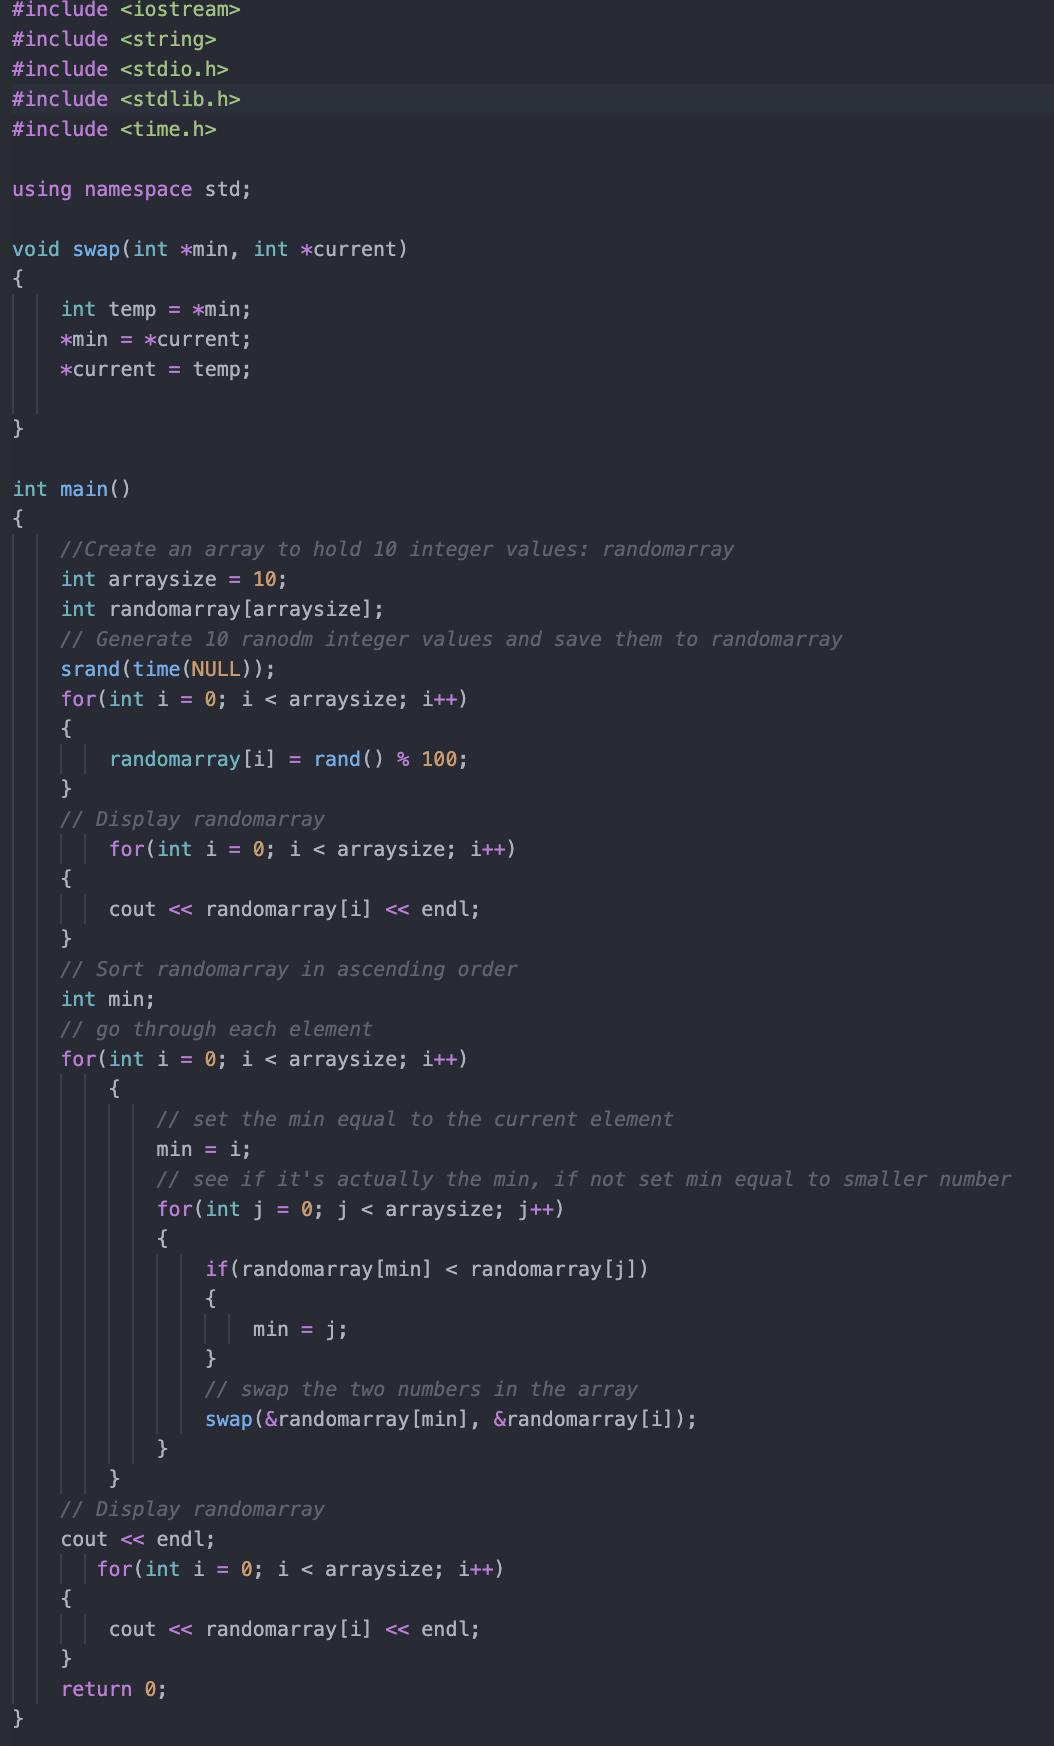 #include <iostream>
#include <string>
#include <stdio.h>
#include <stdlib.h>
#include <time.h>

using namespace std;

void swap(int *min, int *current)
{
    int temp = *min;
    *min = *current;
    *current = temp;

}

int main()
{
    //Create an array to hold 10 integer values: randomarray
    int arraysize = 10;
    int randomarray[arraysize];
    // Generate 10 ranodm integer values and save them to randomarray
    srand(time(NULL));
    for(int i = 0; i < arraysize; i++)
    {
        randomarray[i] = rand() % 100;
    }
    // Display randomarray
        for(int i = 0; i < arraysize; i++)
    {
        cout << randomarray[i] << endl;
    }
    // Sort randomarray in ascending order
    int min;
    // go through each element
    for(int i = 0; i < arraysize; i++)
        {
            // set the min equal to the current element
            min = i;
            // see if it's actually the min, if not set min equal to smaller number
            for(int j = 0; j < arraysize; j++)
            {
                if(randomarray[min] < randomarray[j])
                {
                    min = j;
                }
                // swap the two numbers in the array
                swap(&randomarray[min], &randomarray[i]);
            }
        }
    // Display randomarray
    cout << endl;
       for(int i = 0; i < arraysize; i++)
    {
        cout << randomarray[i] << endl;
    }
    return 0;
}